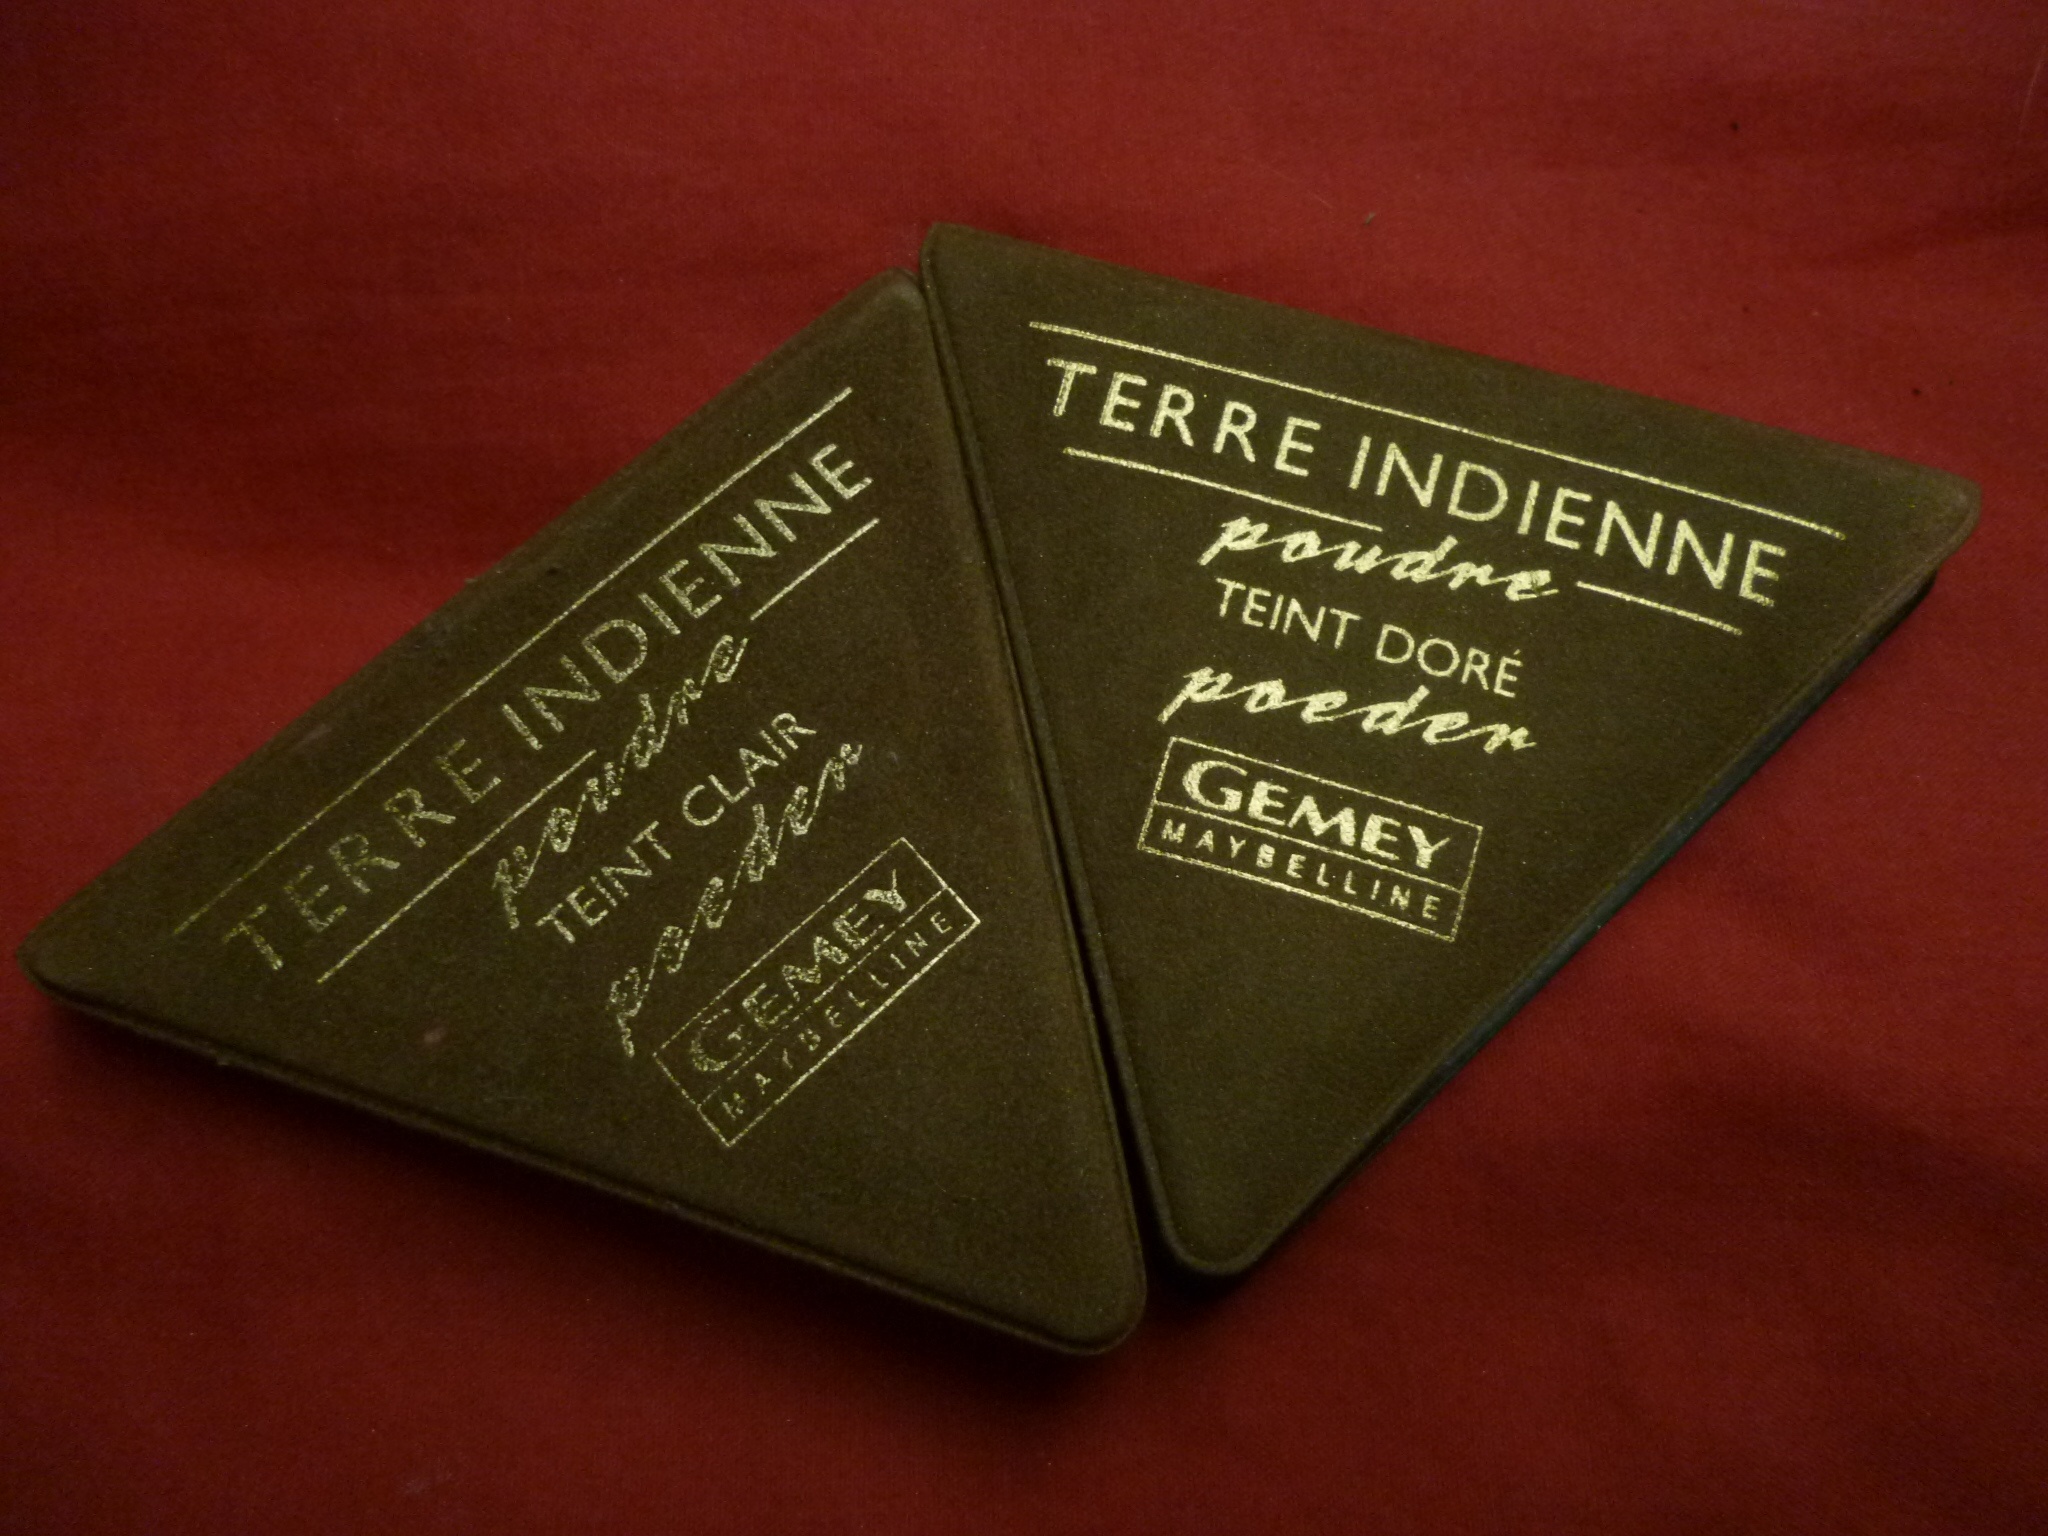 TERRE INDIENNE
poudre
TEINT CLAIR
poeder
GEMEY
MAYBELLINE
TERRE INDIENNE
poudre
TEINT DORÉ
poeder
GEMEY
MAYBELLINE